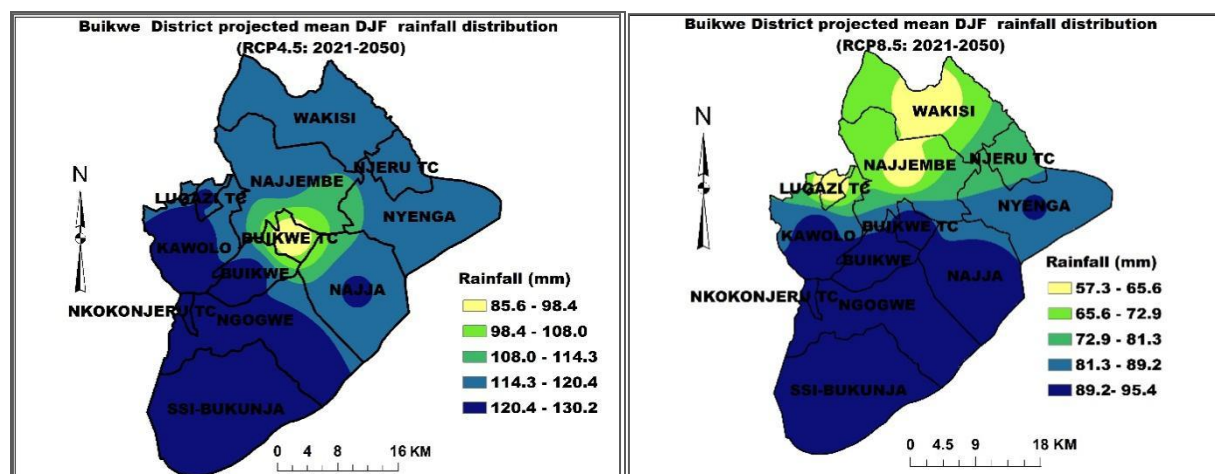 Buikwe District projected mean DJF rainfall distribution
(RCP4.5: 2021-2050)
N
WAKISI
NJERU TC
NAJJEMBE
LUGAZI TC
NYENGA
BUIKWE TC
KAWOLO
BUIKWE
NAJJA
NKOKONJERU TC
NGOGWE
SSI-BUKUNJA
Rainfall (mm)
85.6 - 98.4
98.4 - 108.0
108.0 - 114.3
114.3 - 120.4
120.4 - 130.2
0 4 8 16 KM
Buikwe District projected mean DJF rainfall distribution
(RCP8.5: 2021-2050)
N
WAKISI
NJERU TC
NAJJEMBE
LUGAZI TC
NYENGA
BUIKWE TC
KAWOLO
BUIKWE
NAJJA
NKOKONJERU TC
NGOGWE
SSI-BUKUNJA
Rainfall (mm)
57.3 - 65.6
65.6 - 72.9
72.9 - 81.3
81.3 - 89.2
89.2- 95.4
0 4.5 9 18 KM